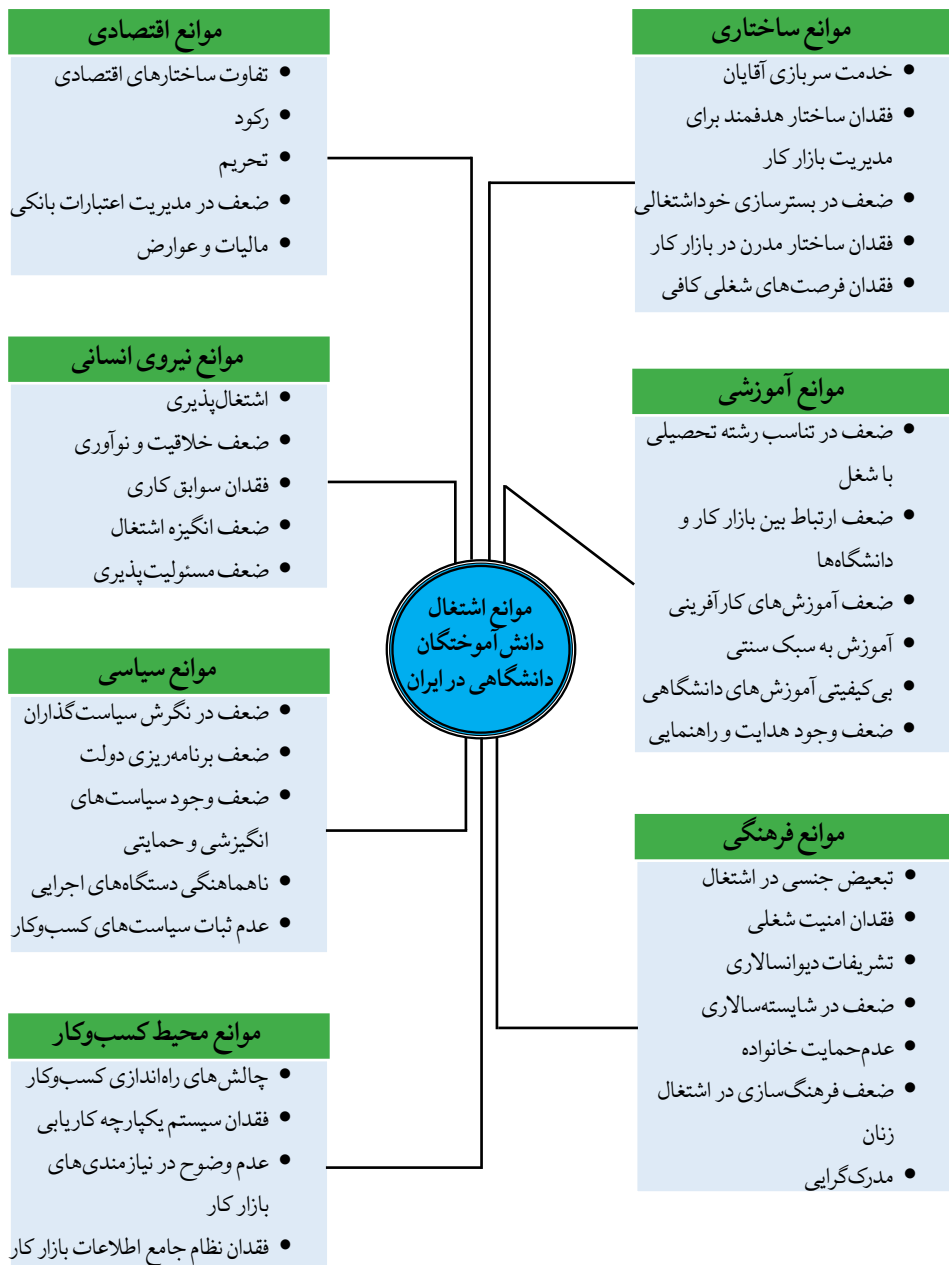 موانع ساختاری
● خدمت سربازی آقایان
● فقدان ساختار هدفمند برای
مدیریت بازار کار
● ضعف در بسترسازی خوداشتغالی
● فقدان ساختار مدرن در بازار کار
● فقدان فرصت‌های شغلی کافی
موانع آموزشی
● ضعف در تناسب رشته تحصیلی
با شغل
● ضعف ارتباط بین بازار کار و
دانشگاه‌ها
● ضعف آموزش‌های کارآفرینی
● آموزش به سبک سنتی
● بی‌کیفیتی آموزش‌های دانشگاهی
● ضعف وجود هدایت و راهنمایی
موانع فرهنگی
● تبعیض جنسی در اشتغال
● فقدان امنیت شغلی
● تشریفات دیوانسالاری
● ضعف در شایسته‌سالاری
● عدم‌حمایت خانواده
● ضعف فرهنگ‌سازی در اشتغال
زنان
● مدرک‌گرایی
موانع اشتغال
دانش‌آموختگان
دانشگاهی در ایران
موانع اقتصادی
● تفاوت ساختارهای اقتصادی
● رکود
● تحریم
● ضعف در مدیریت اعتبارات بانکی
● مالیات و عوارض
موانع نیروی انسانی
● اشتغال‌پذیری
● ضعف خلاقیت و نوآوری
● فقدان سوابق کاری
● ضعف انگیزه اشتغال
● ضعف مسئولیت‌پذیری
موانع سیاسی
● ضعف در نگرش سیاست‌گذاران
● ضعف برنامه‌ریزی دولت
● ضعف وجود سیاست‌های
انگیزشی و حمایتی
● ناهماهنگی دستگاه‌های اجرایی
● عدم ثبات سیاست‌های کسب‌وکار
موانع محیط کسب‌وکار
● چالش‌های راه‌اندازی کسب‌وکار
● فقدان سیستم یکپارچه کاریابی
● عدم وضوح در نیازمندی‌های
بازار کار
● فقدان نظام جامع اطلاعات بازار کار